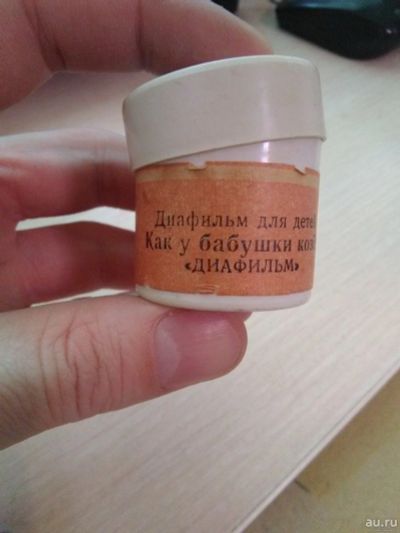 Диафильм для дете
Как у бабушки коз
«ДИАФИЛЬМ»
au.ru